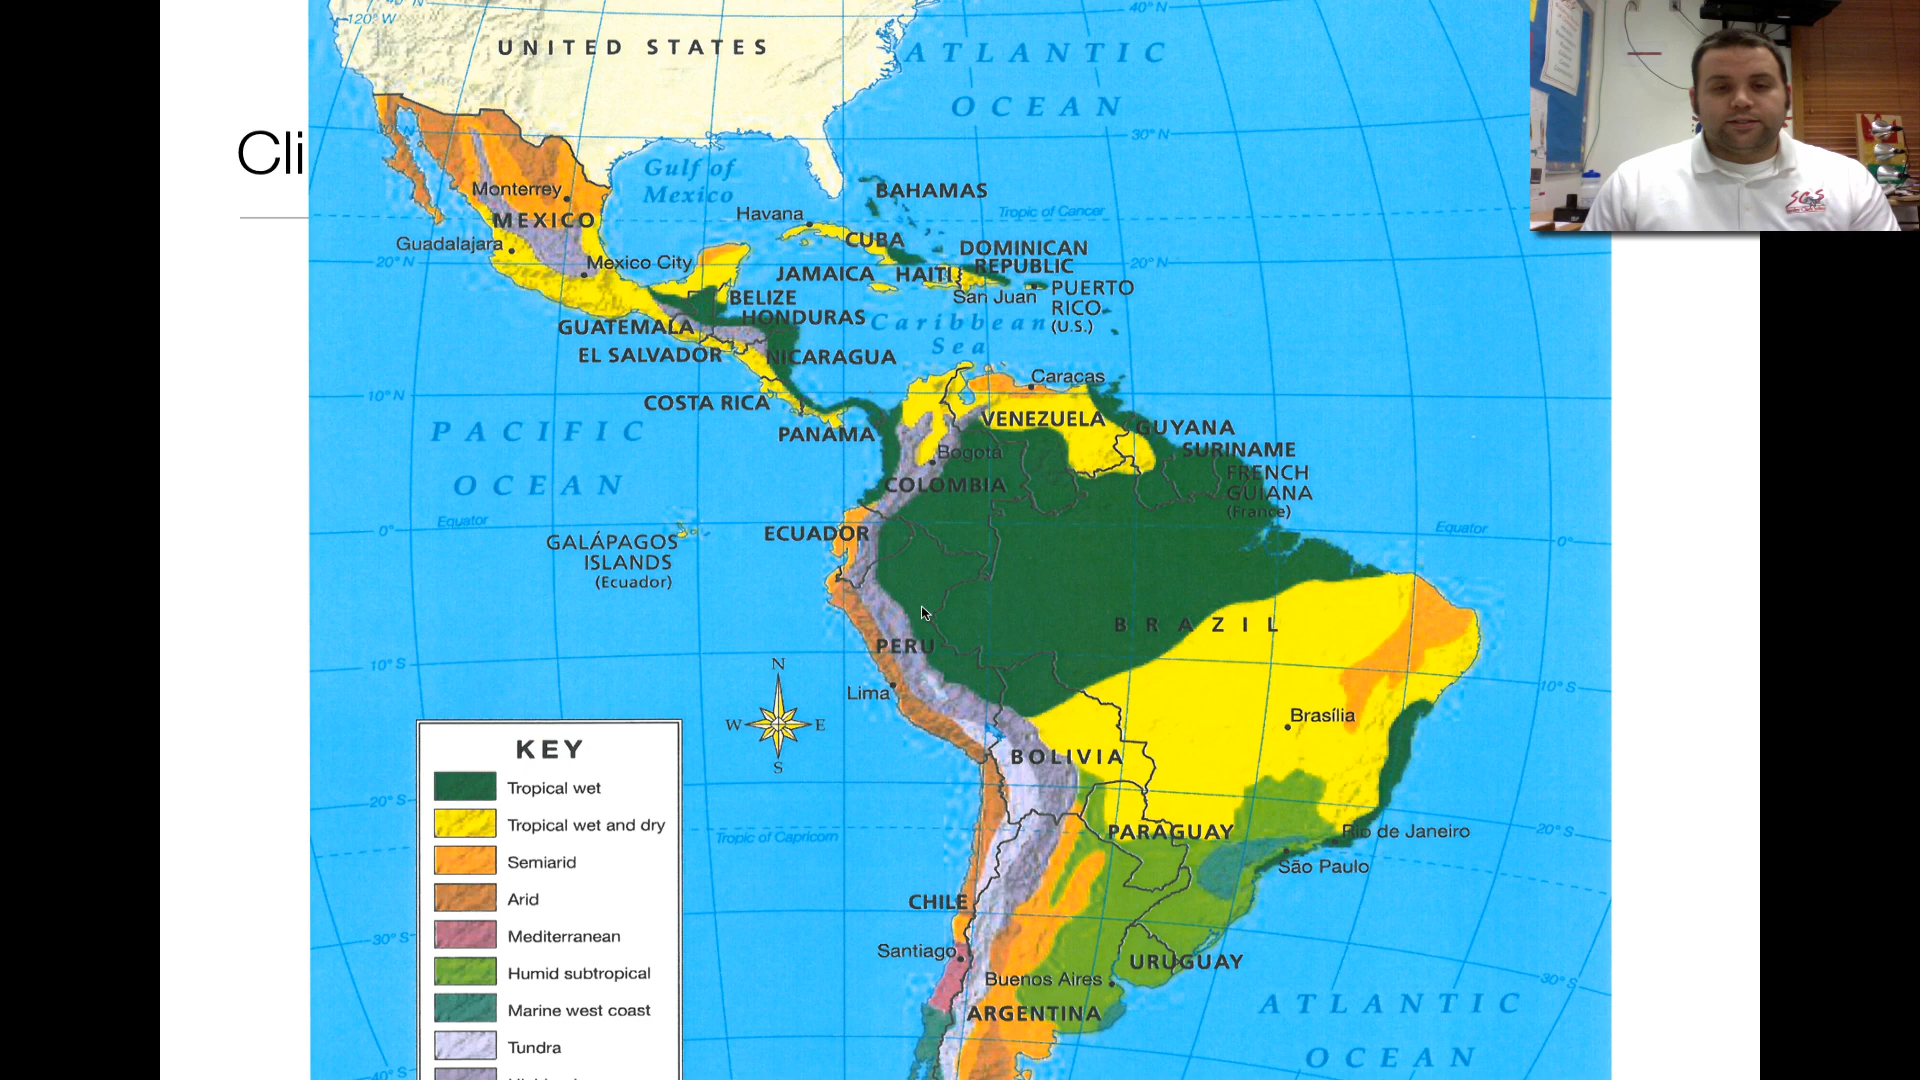 Cli
120° W
40° N
40° N
UNITED STATES
ATLANTIC
OCEAN
30° N
Gulf of
Mexico
Monterrey
MEXICO
BAHAMAS
Tropic of Cancer
Havana
Guadalajara
CUBA
Mexico City
20° N
DOMINICAN
REPUBLIC
20° N
JAMAICA
HAITI
San Juan
PUERTO
RICO
(U.S.)
BELIZE
HONDURAS
GUATEMALA
Caribbean
Sea
EL SALVADOR
NICARAGUA
Caracas
10° N
COSTA RICA
VENEZUELA
PANAMA
GUYANA
SURINAME
FRENCH
GUIANA
(France)
PACIFIC
OCEAN
Bogotá
COLOMBIA
Equator
0°
ECUADOR
GALÁPAGOS
ISLANDS
(Ecuador)
Equator
0°
BRAZIL
PERU
10° S
Lima
N
W
E
S
10° S
Brasília
BOLIVIA
20° S
Tropic of Capricorn
PARAGUAY
Rio de Janeiro
20° S
São Paulo
CHILE
30° S
Santiago
URUGUAY
Buenos Aires
30° S
ARGENTINA
ATLANTIC
OCEAN
40° S
KEY
Tropical wet
Tropical wet and dry
Semiarid
Arid
Mediterranean
Humid subtropical
Marine west coast
Tundra
SGS